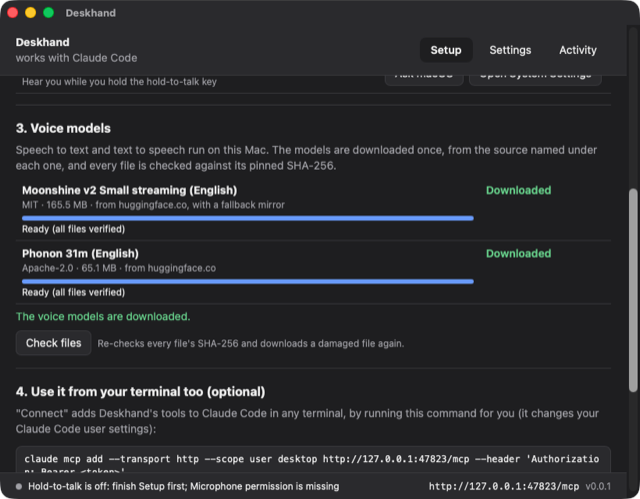 Deskhand
Deskhand
works with Claude Code
Setup
Settings
Activity
Hear you while you hold the hold-to-talk key
Ask macOS
Open System Settings
3. Voice models
Speech to text and text to speech run on this Mac. The models are downloaded once, from the source named under
each one, and every file is checked against its pinned SHA-256.
Moonshine v2 Small streaming (English)
Downloaded
MIT · 165.5 MB · from huggingface.co, with a fallback mirror
Ready (all files verified)
Phonon 31m (English)
Downloaded
Apache-2.0 · 65.1 MB · from huggingface.co
Ready (all files verified)
The voice models are downloaded.
Check files
Re-checks every file's SHA-256 and downloads a damaged file again.
4. Use it from your terminal too (optional)
"Connect" adds Deskhand's tools to Claude Code in any terminal, by running this command for you (it changes your
Claude Code user settings):
claude mcp add --transport http --scope user desktop http://127.0.0.1:47823/mcp --header 'Authorizatio
n: Bearer <token>'
Hold-to-talk is off: finish Setup first; Microphone permission is missing
http://127.0.0.1:47823/mcp
v0.0.1